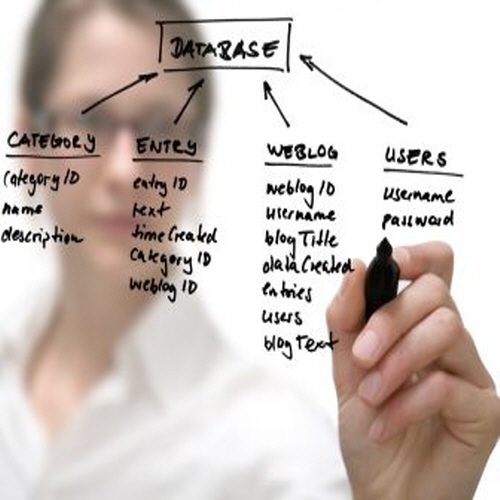 DATABASE
CATEGORY
category ID
name
description
ENTRY
entry ID
text
time Created
Category ID
weblog ID
WEBLOG
weblog ID
username
blog Title
data Created
entries
users
blog Text
USERS
username
password